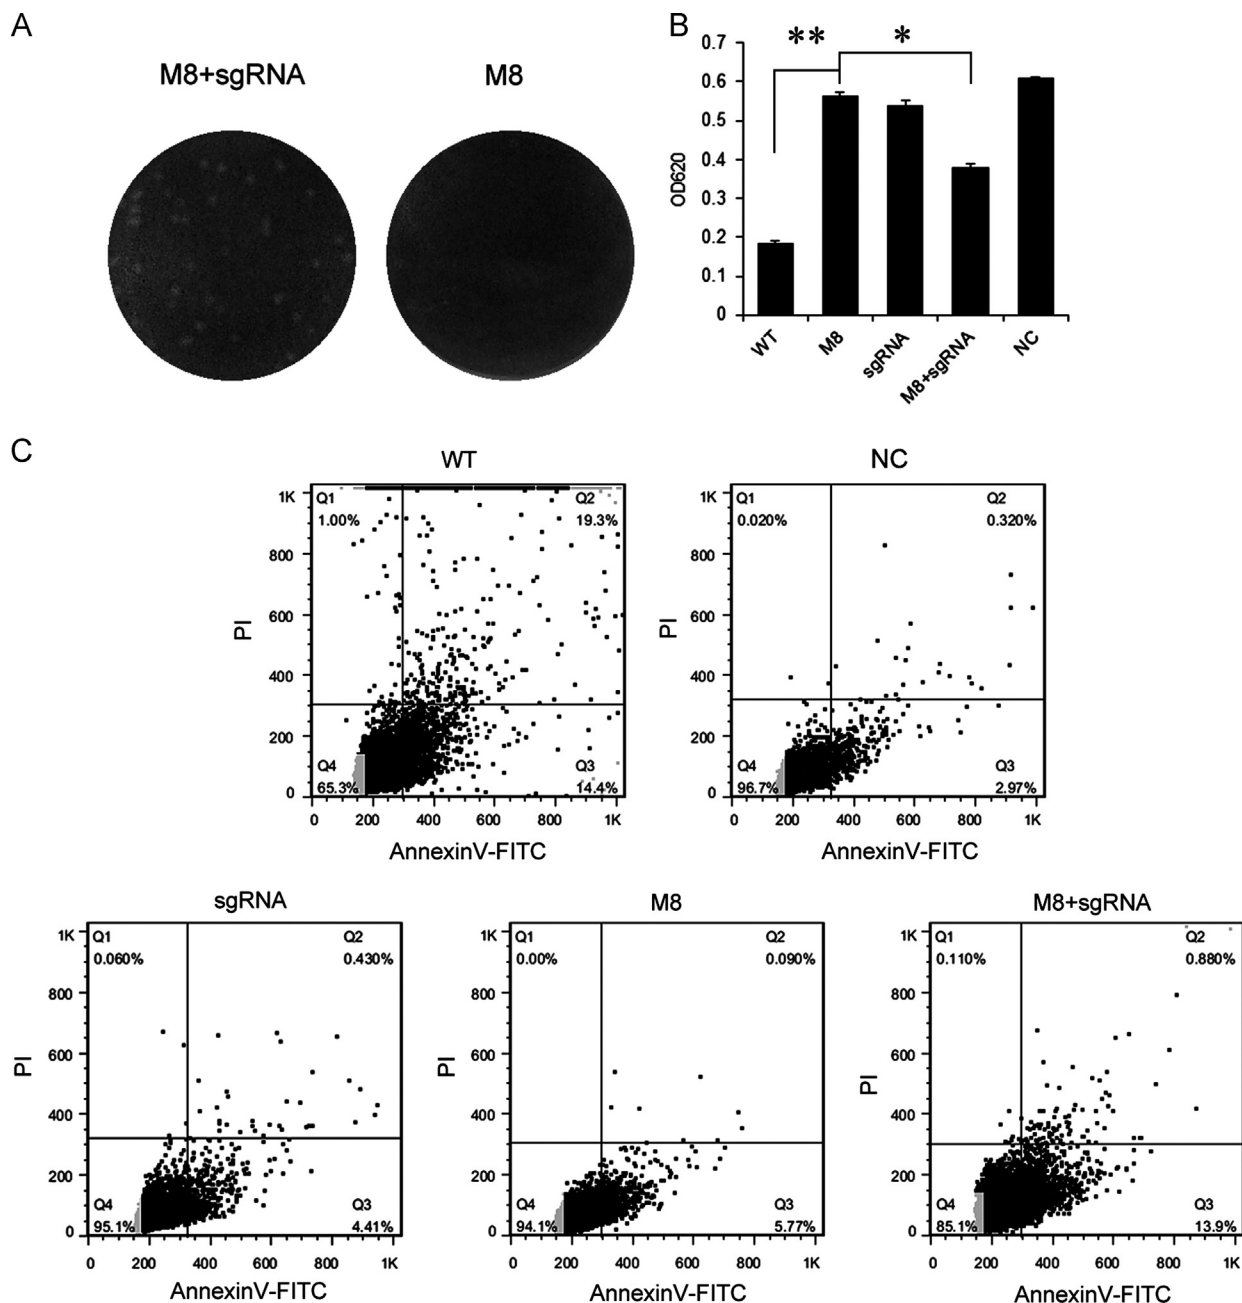 A
M8+sgRNA
M8
B
**
*
0.7
0.6
0.5
0.4
0.3
0.2
0.1
0
OD620
WT
M8
sgRNA
M8+sgRNA
NC
C
WT
Q1
1.00%
Q2
19.3%
Q4
65.3%
Q3
14.4%
1K
800
600
400
200
0
PI
0 200 400 600 800 1K
AnnexinV-FITC
NC
Q1
0.020%
Q2
0.320%
Q4
96.7%
Q3
2.97%
1K
800
600
400
200
0
PI
0 200 400 600 800 1K
AnnexinV-FITC
sgRNA
Q1
0.060%
Q2
0.430%
Q4
95.1%
Q3
4.41%
1K
800
600
400
200
0
PI
0 200 400 600 800 1K
AnnexinV-FITC
M8
Q1
0.00%
Q2
0.090%
Q4
94.1%
Q3
5.77%
1K
800
600
400
200
0
PI
0 200 400 600 800 1K
AnnexinV-FITC
M8+sgRNA
Q1
0.110%
Q2
0.880%
Q4
85.1%
Q3
13.9%
1K
800
600
400
200
0
PI
0 200 400 600 800 1K
AnnexinV-FITC